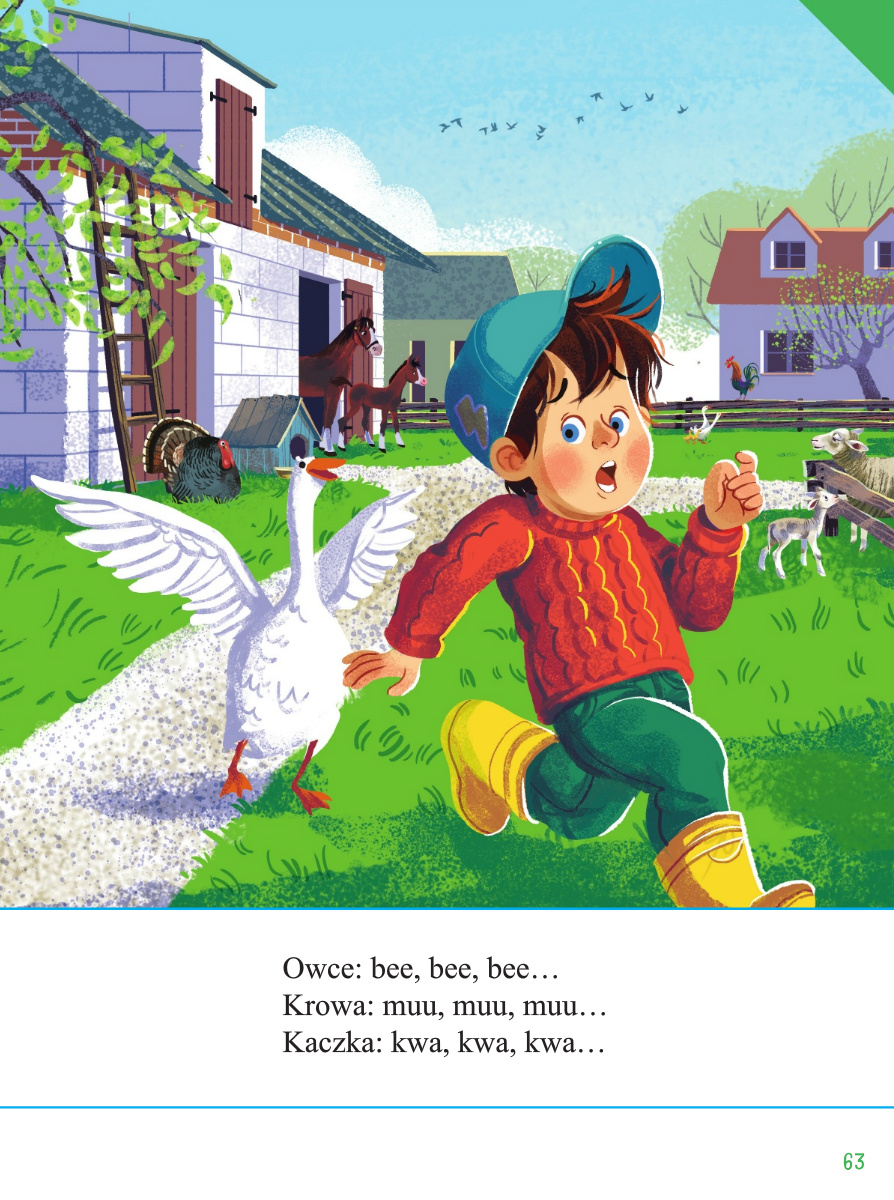 Owce: bee, bee, bee…
Krowa: muu, muu, muu…
Kaczka: kwa, kwa, kwa…
63